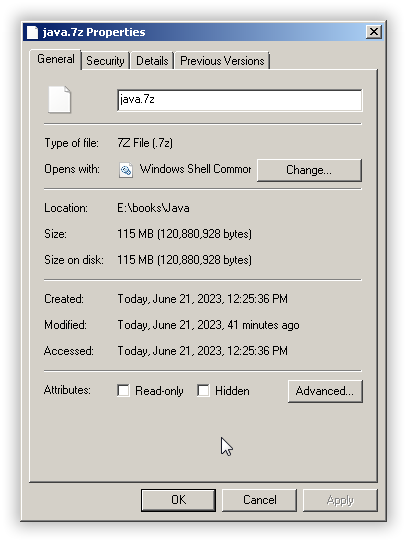 java.7z Properties
General
Security
Details
Previous Versions
java.7z
Type of file: 7Z File (.7z)
Opens with: Windows Shell Common Change...
Location: E:\books\Java
Size: 115 MB (120,880,928 bytes)
Size on disk: 115 MB (120,880,928 bytes)
Created: Today, June 21, 2023, 12:25:36 PM
Modified: Today, June 21, 2023, 41 minutes ago
Accessed: Today, June 21, 2023, 12:25:36 PM
Attributes: Read-only Hidden Advanced...
OK Cancel Apply